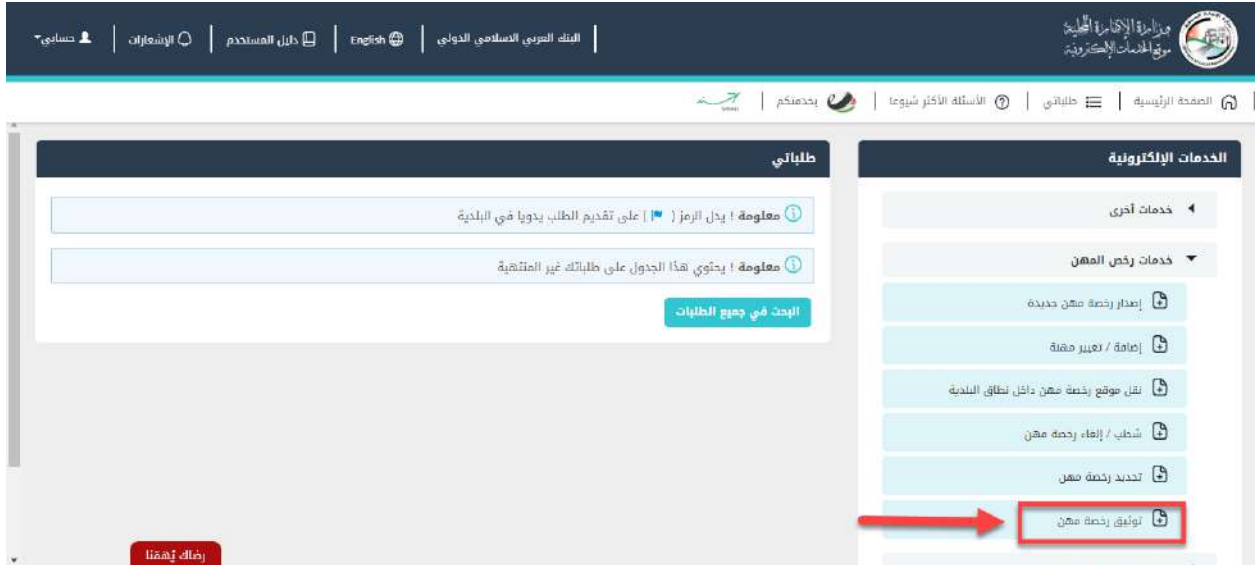 وزارة الإدارة المحلية
موقع الخدمات الإلكترونية
البنك العربي الاسلامي الدولي
English
دليل المستخدم
الإشعارات
حسابي
الصفحة الرئيسية
طلباتي
الأسئلة الأكثر شيوعا
بخدمتكم
الخدمات الإلكترونية
خدمات أخرى
خدمات رخص المهن
إصدار رخصة مهن جديدة
إضافة / تغيير مهنة
نقل موقع رخصة مهن داخل نطاق البلدية
شطب / إلغاء رخصة مهن
تجديد رخصة مهن
توثيق رخصة مهن
طلباتي
معلومة ! يدل الرمز ( ) على تقديم الطلب يدويا في البلدية
معلومة ! يحتوي هذا الجدول على طلباتك غير المنتهية
البحث في جميع الطلبات
رضاك يُهمّنا